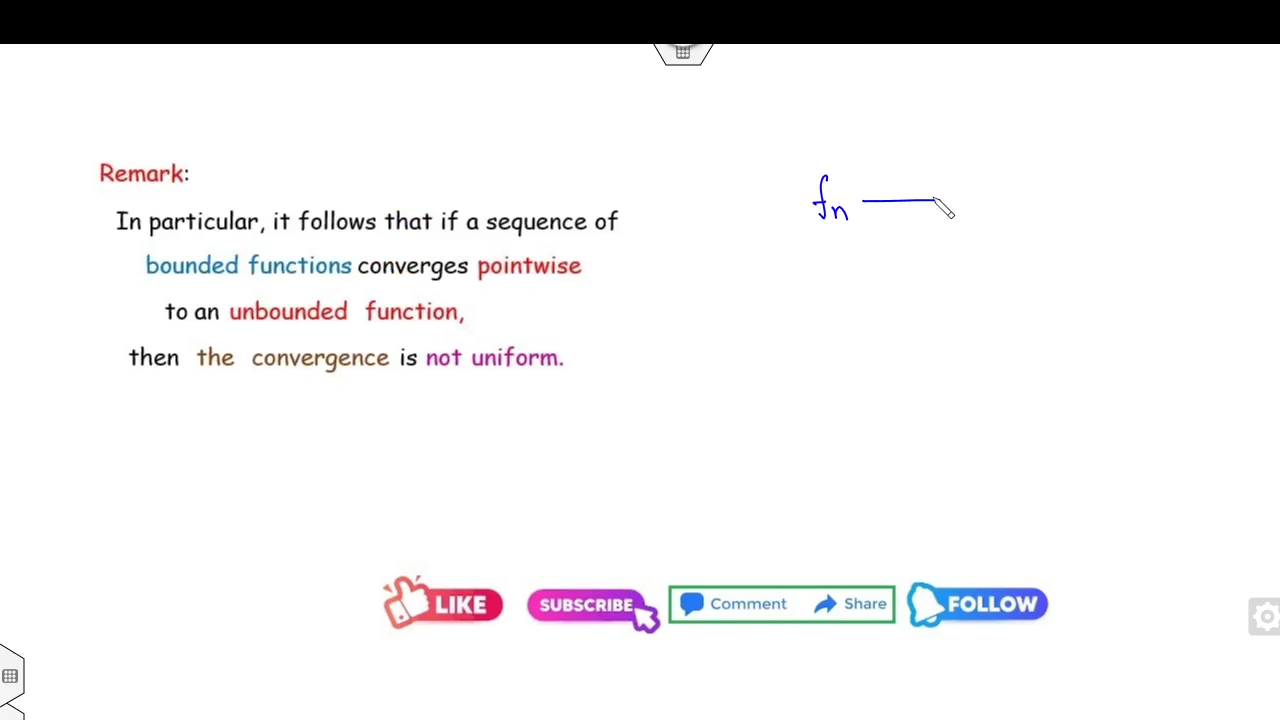 Remark:
In particular, it follows that if a sequence of
bounded functions converges pointwise
to an unbounded function,
then the convergence is not uniform.
fn
LIKE
SUBSCRIBE
Comment Share
FOLLOW